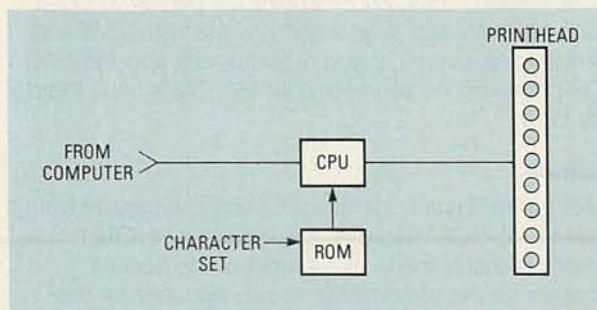 PRINTHEAD
FROM
COMPUTER
CPU
CHARACTER
SET
ROM